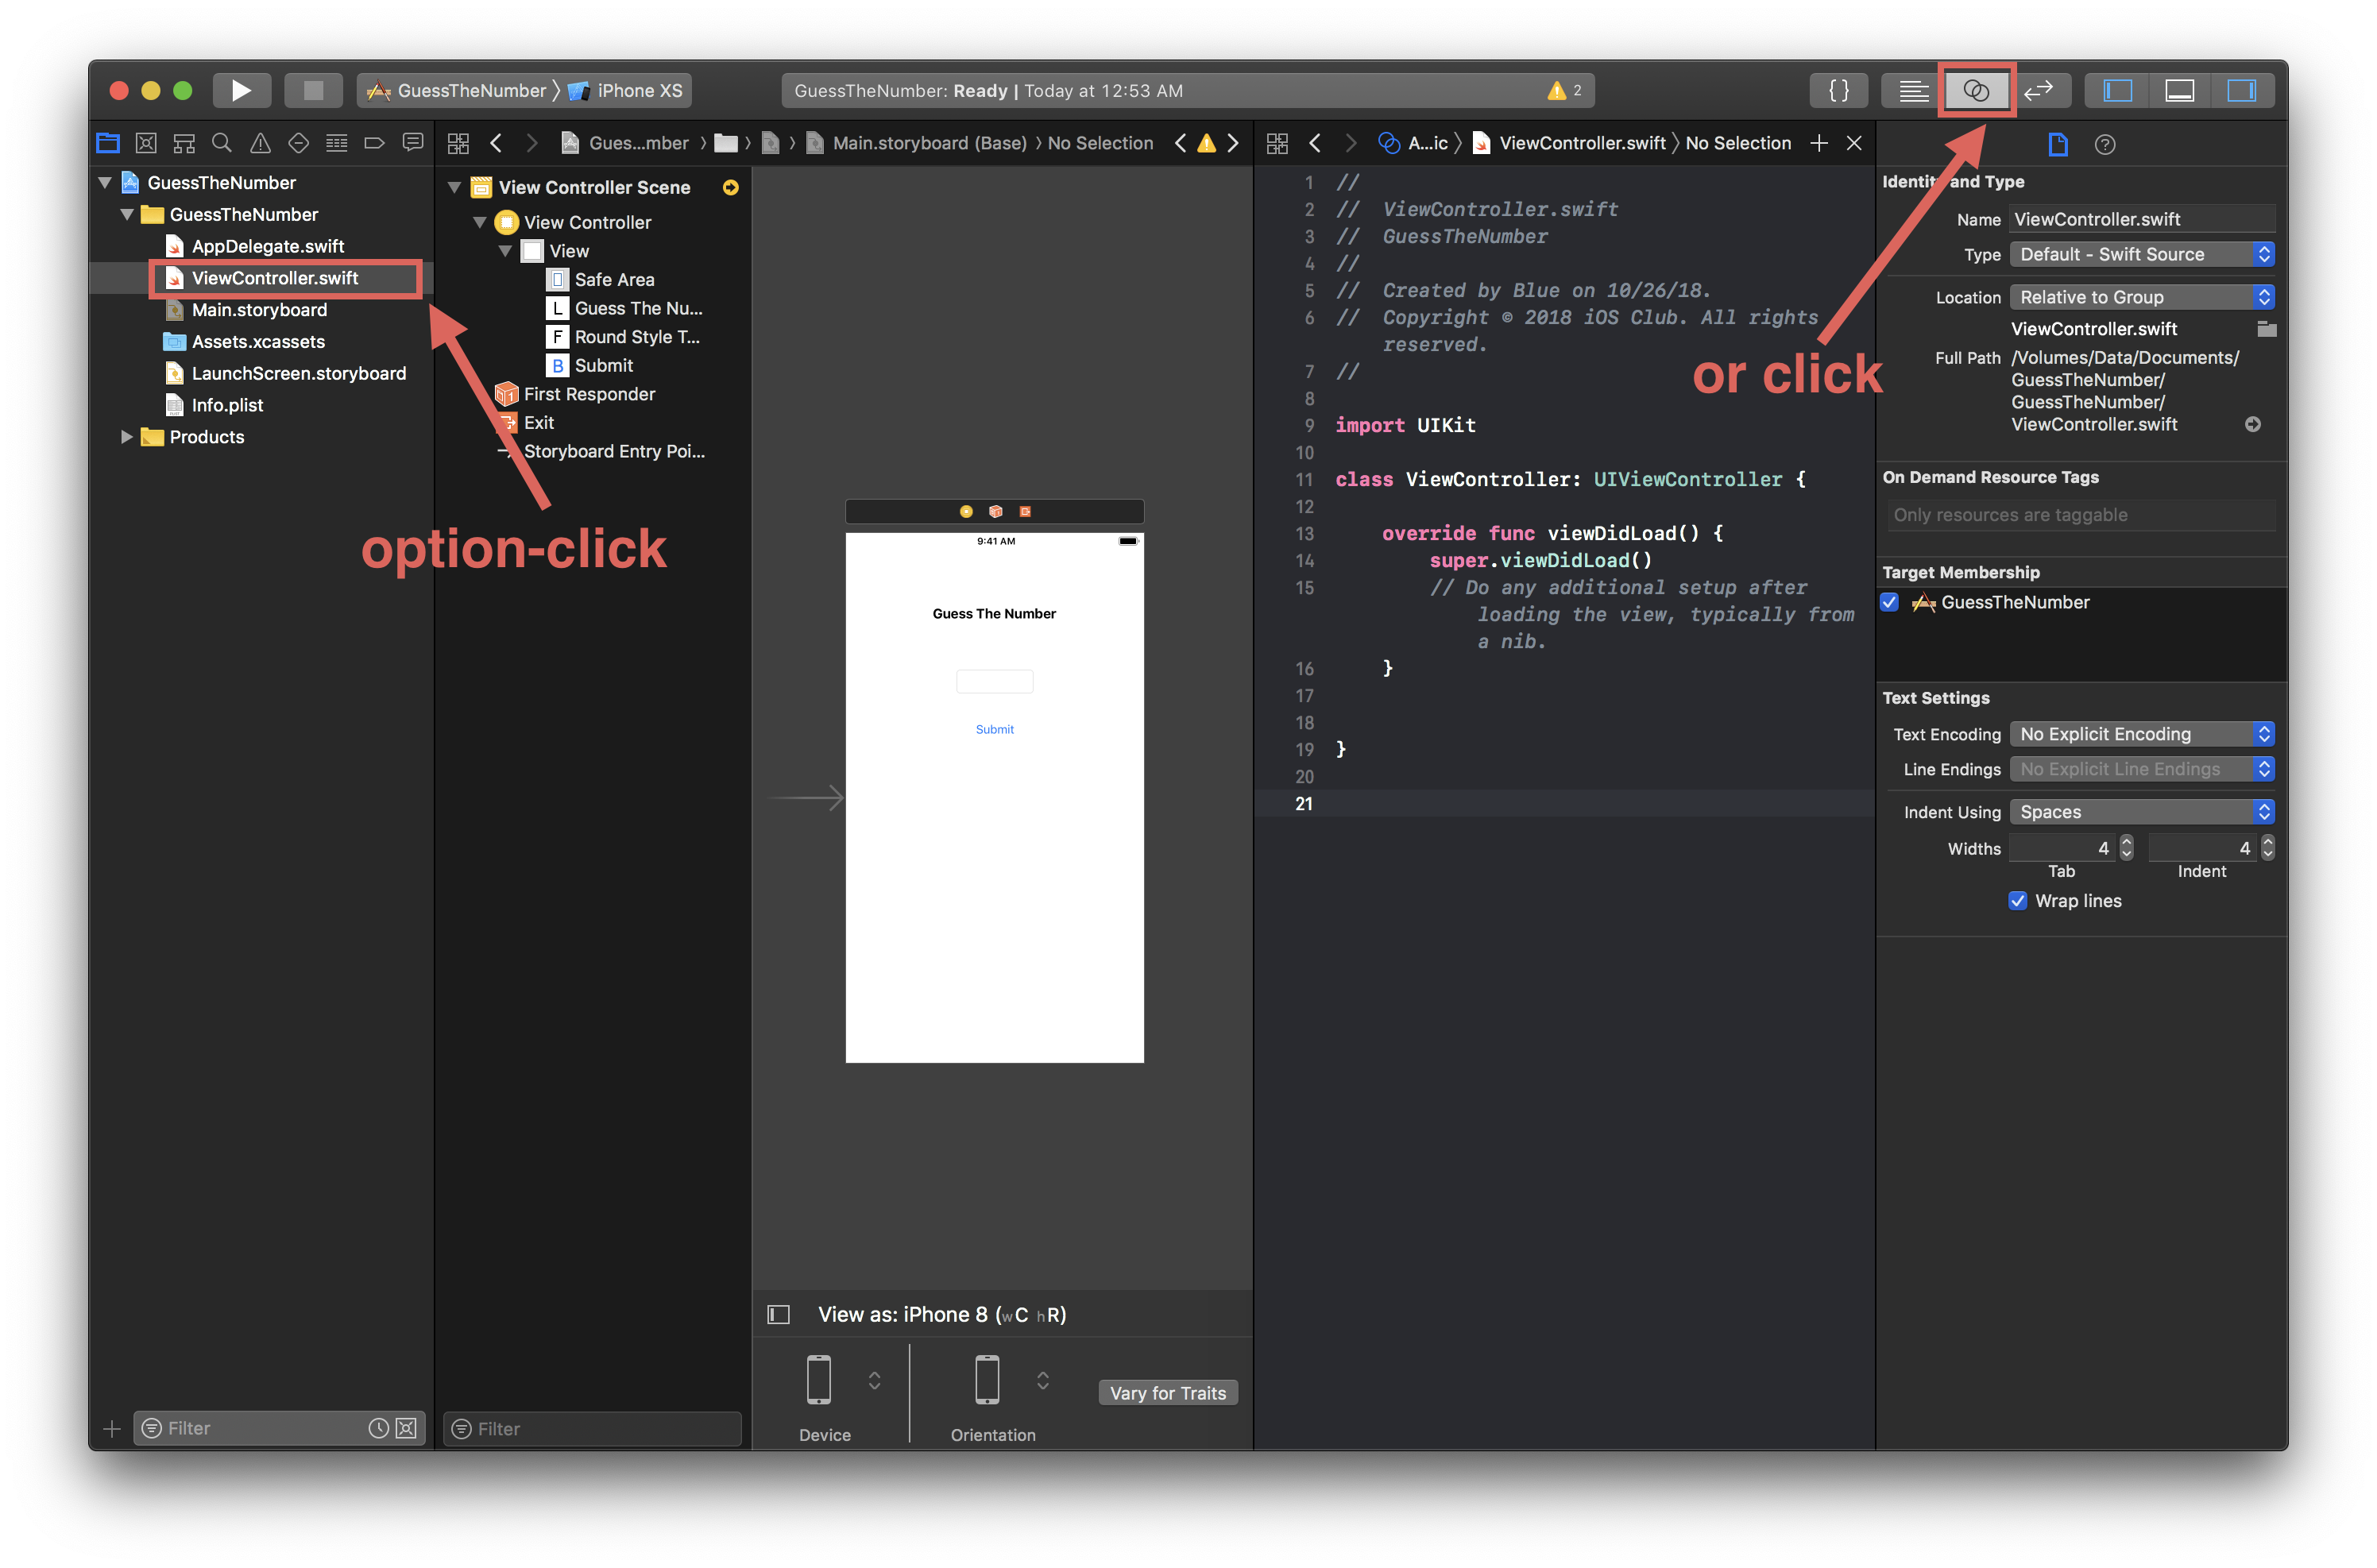 GuessTheNumber
iPhone XS
GuessTheNumber: Ready | Today at 12:53 AM
2
{ }
Gues...mber
Main.storyboard (Base)
No Selection
A...ic
ViewController.swift
No Selection
GuessTheNumber
GuessTheNumber
AppDelegate.swift
ViewController.swift
Main.storyboard
Assets.xcassets
LaunchScreen.storyboard
Info.plist
Products
option-click
Filter
View Controller Scene
View Controller
View
Safe Area
L Guess The Nu...
F Round Style T...
B Submit
First Responder
Exit
Storyboard Entry Poi...
Filter
9:41 AM
Guess The Number
Submit
View as: iPhone 8 (wC hR)
Device
Orientation
Vary for Traits
1 //
2 //  ViewController.swift
3 //  GuessTheNumber
4 //
5 //  Created by Blue on 10/26/18.
6 //  Copyright © 2018 iOS Club. All rights
reserved.
7 //
8
9 import UIKit
10
11 class ViewController: UIViewController {
12
13     override func viewDidLoad() {
14         super.viewDidLoad()
15         // Do any additional setup after
loading the view, typically from
a nib.
16     }
17
18
19 }
20
21
or click
Identity and Type
Name ViewController.swift
Type Default - Swift Source
Location Relative to Group
ViewController.swift
Full Path /Volumes/Data/Documents/
GuessTheNumber/
GuessTheNumber/
ViewController.swift
On Demand Resource Tags
Only resources are taggable
Target Membership
GuessTheNumber
Text Settings
Text Encoding No Explicit Encoding
Line Endings No Explicit Line Endings
Indent Using Spaces
Widths 4 4
Tab Indent
Wrap lines